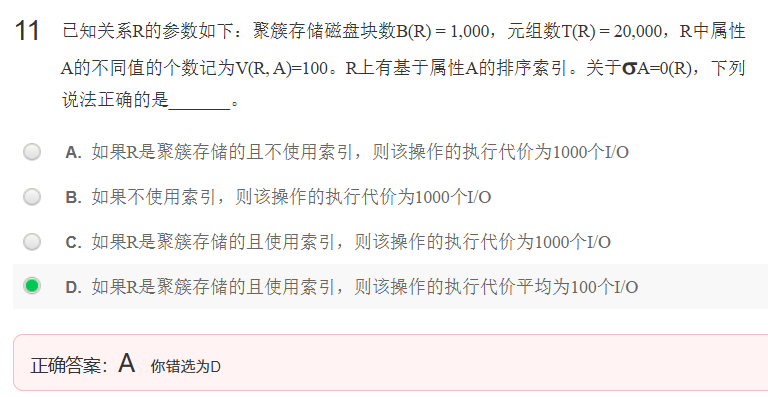 11 已知关系R的参数如下：聚簇存储磁盘块数B(R) = 1,000，元组数T(R) = 20,000，R中属性
A的不同值的个数记为V(R, A)=100。R上有基于属性A的排序索引。关于σA=0(R)，下列
说法正确的是_______。
A. 如果R是聚簇存储的且不使用索引，则该操作的执行代价为1000个I/O
B. 如果不使用索引，则该操作的执行代价为1000个I/O
C. 如果R是聚簇存储的且使用索引，则该操作的执行代价为1000个I/O
D. 如果R是聚簇存储的且使用索引，则该操作的执行代价平均为100个I/O
正确答案：A 你错选为D